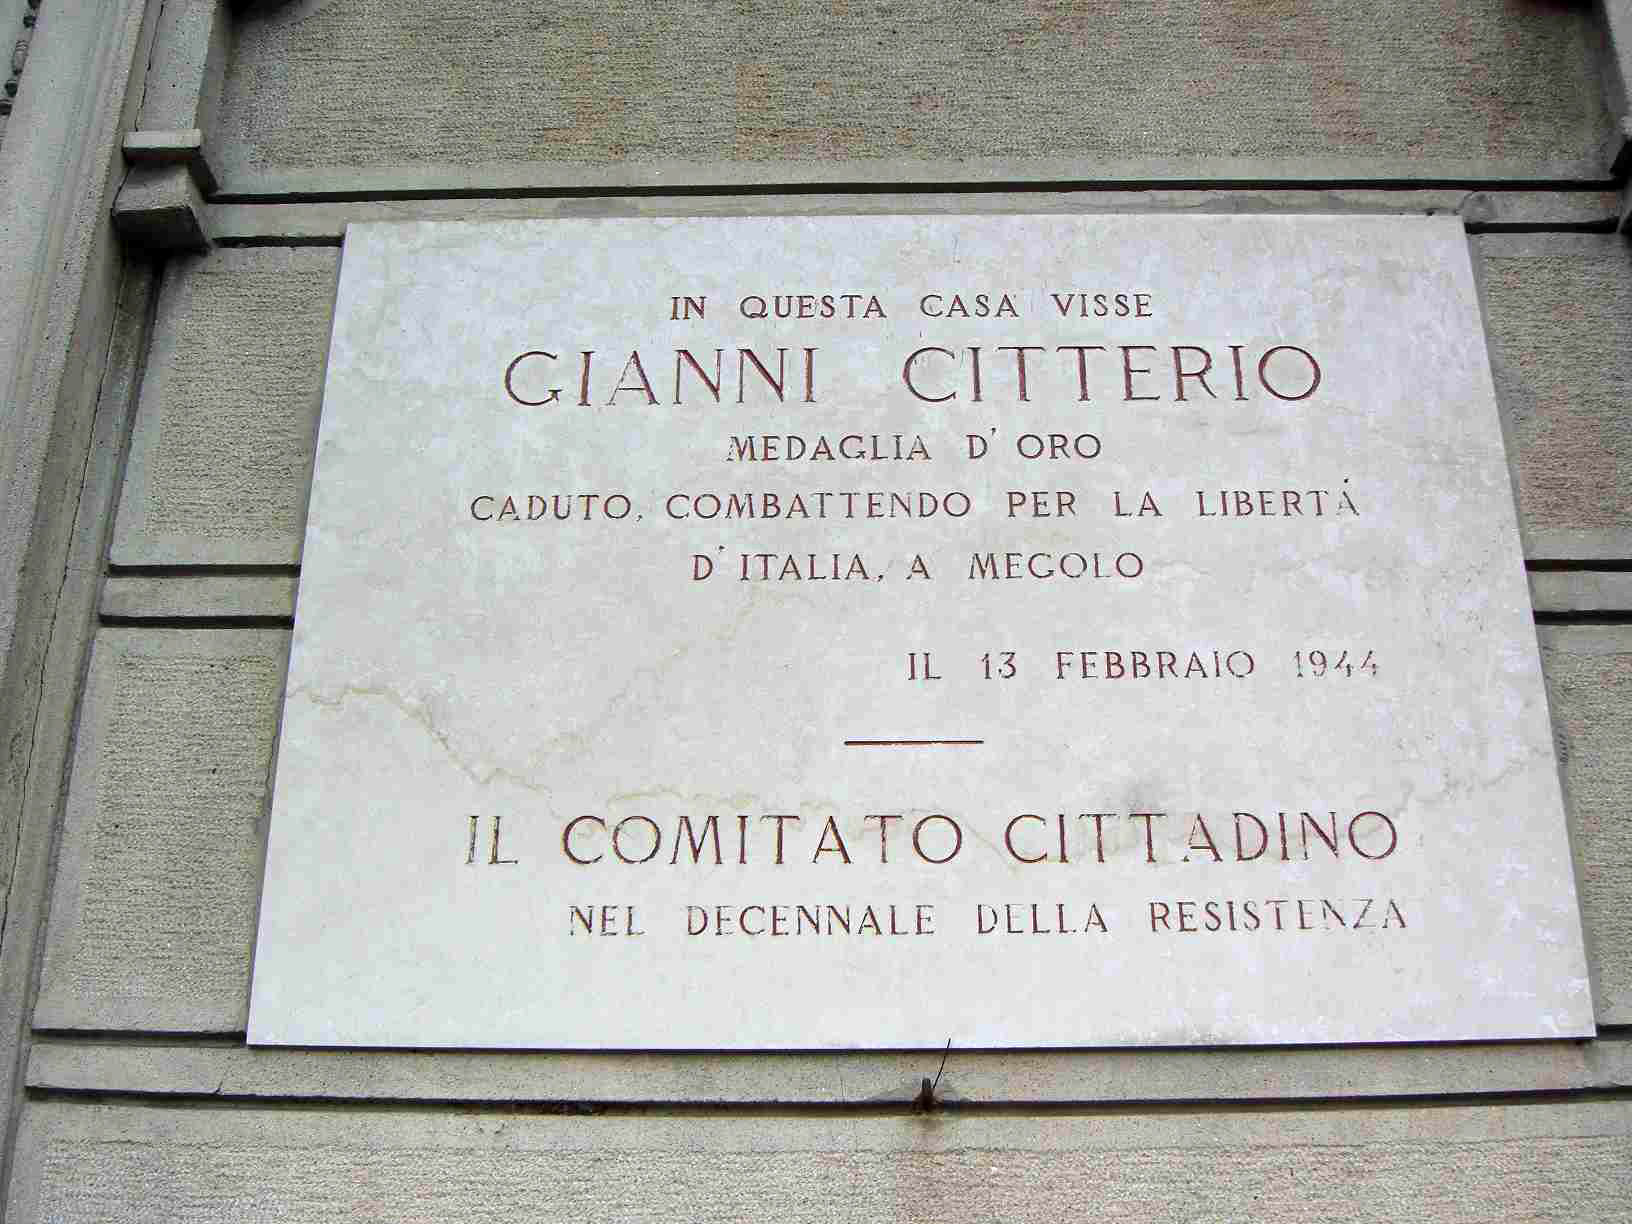 IN QUESTA CASA VISSE
GIANNI CITTERIO
MEDAGLIA D'ORO
CADUTO, COMBATTENDO PER LA LIBERTÀ
D'ITALIA, A MEGOLO
IL 13 FEBBRAIO 1944
IL COMITATO CITTADINO
NEL DECENNALE DELLA RESISTENZA